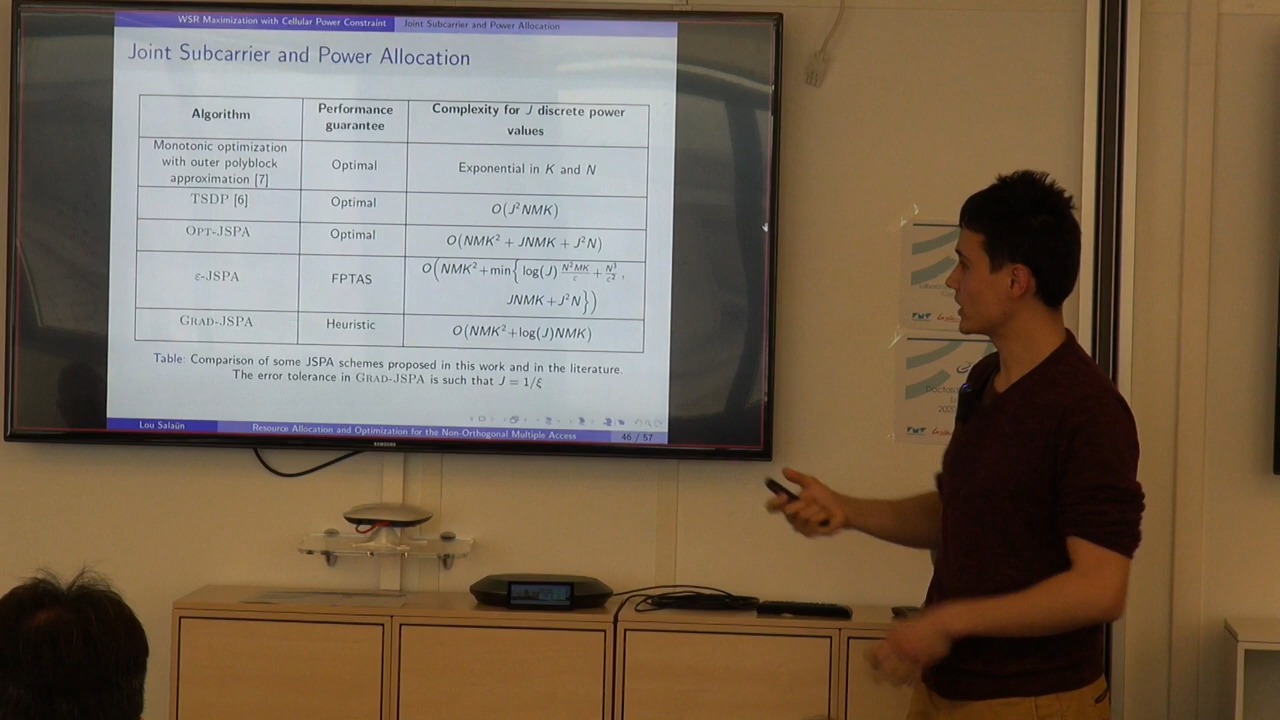 WSR Maximization with Cellular Power Constraint Joint Subcarrier and Power Allocation
Joint Subcarrier and Power Allocation
Algorithm
Performance guarantee
Complexity for J discrete power values
Monotonic optimization
with outer polyblock
approximation [7]
Optimal
Exponential in K and N
TSDP [6]
Optimal
O(J²NMK)
OPT-JSPA
Optimal
O(NMK² + JNMK + J²N)
ε-JSPA
FPTAS
O(NMK²+min{log(J) N²MK/ε + N³/ε²,
JNMK+J²N})
GRAD-JSPA
Heuristic
O(NMK²+log(J)NMK)
Table: Comparison of some JSPA schemes proposed in this work and in the literature.
The error tolerance in GRAD-JSPA is such that J = 1/ξ
Lou Salaün Resource Allocation and Optimization for the Non-Orthogonal Multiple Access 46 / 57
SAMSUNG